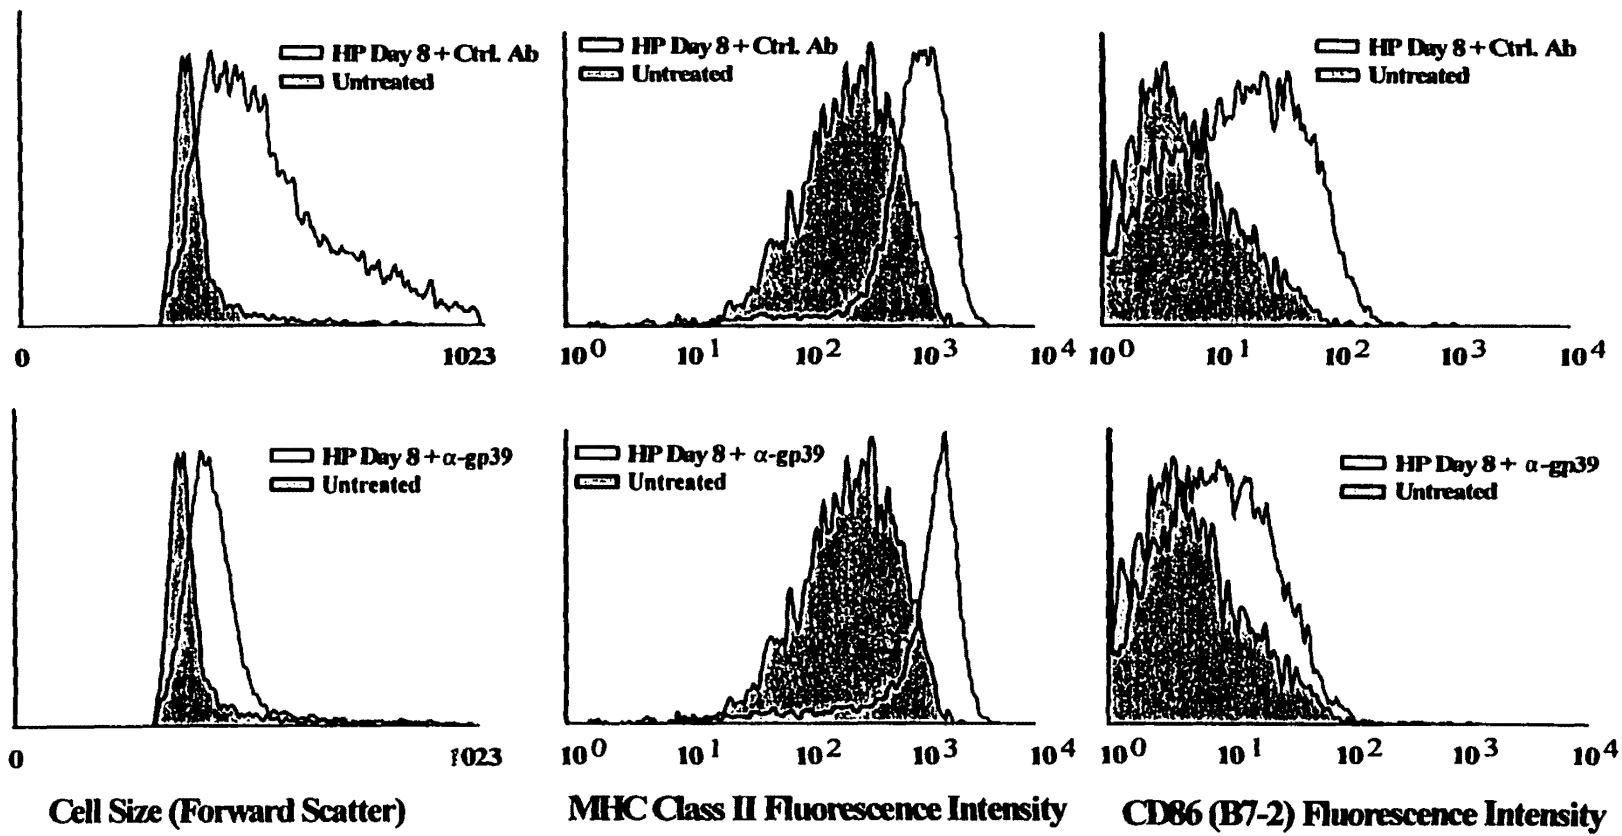 HP Day 8 + Ctrl. Ab
Untreated
0 1023
HP Day 8 + Ctrl. Ab
Untreated
10^0 10^1 10^2 10^3 10^4
HP Day 8 + Ctrl. Ab
Untreated
10^0 10^1 10^2 10^3 10^4
HP Day 8 + α-gp39
Untreated
0 1023
Cell Size (Forward Scatter)
HP Day 8 + α-gp39
Untreated
10^0 10^1 10^2 10^3 10^4
MHC Class II Fluorescence Intensity
HP Day 8 + α-gp39
Untreated
10^0 10^1 10^2 10^3 10^4
CD86 (B7-2) Fluorescence Intensity